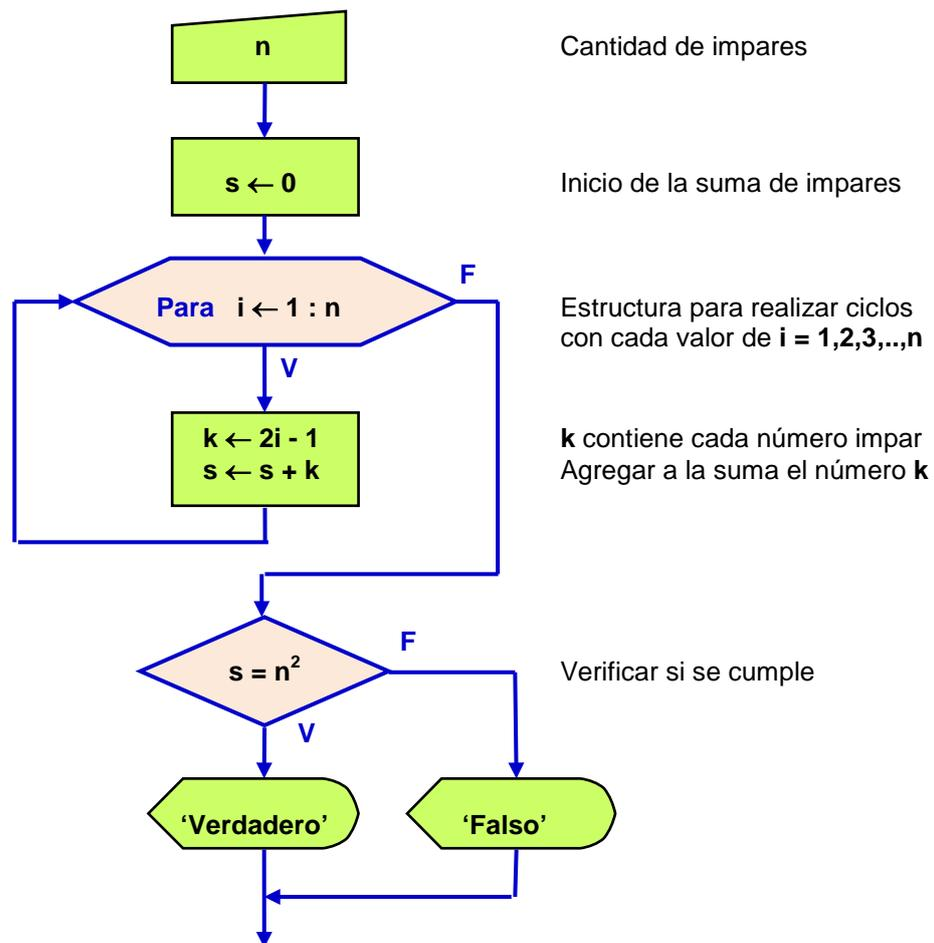 n
Cantidad de impares
s ← 0
Inicio de la suma de impares
F
Para i ← 1 : n
Estructura para realizar ciclos
con cada valor de i = 1,2,3,..,n
V
k ← 2i - 1
s ← s + k
k contiene cada número impar
Agregar a la suma el número k
F
s = n²
Verificar si se cumple
V
‘Verdadero’
‘Falso’